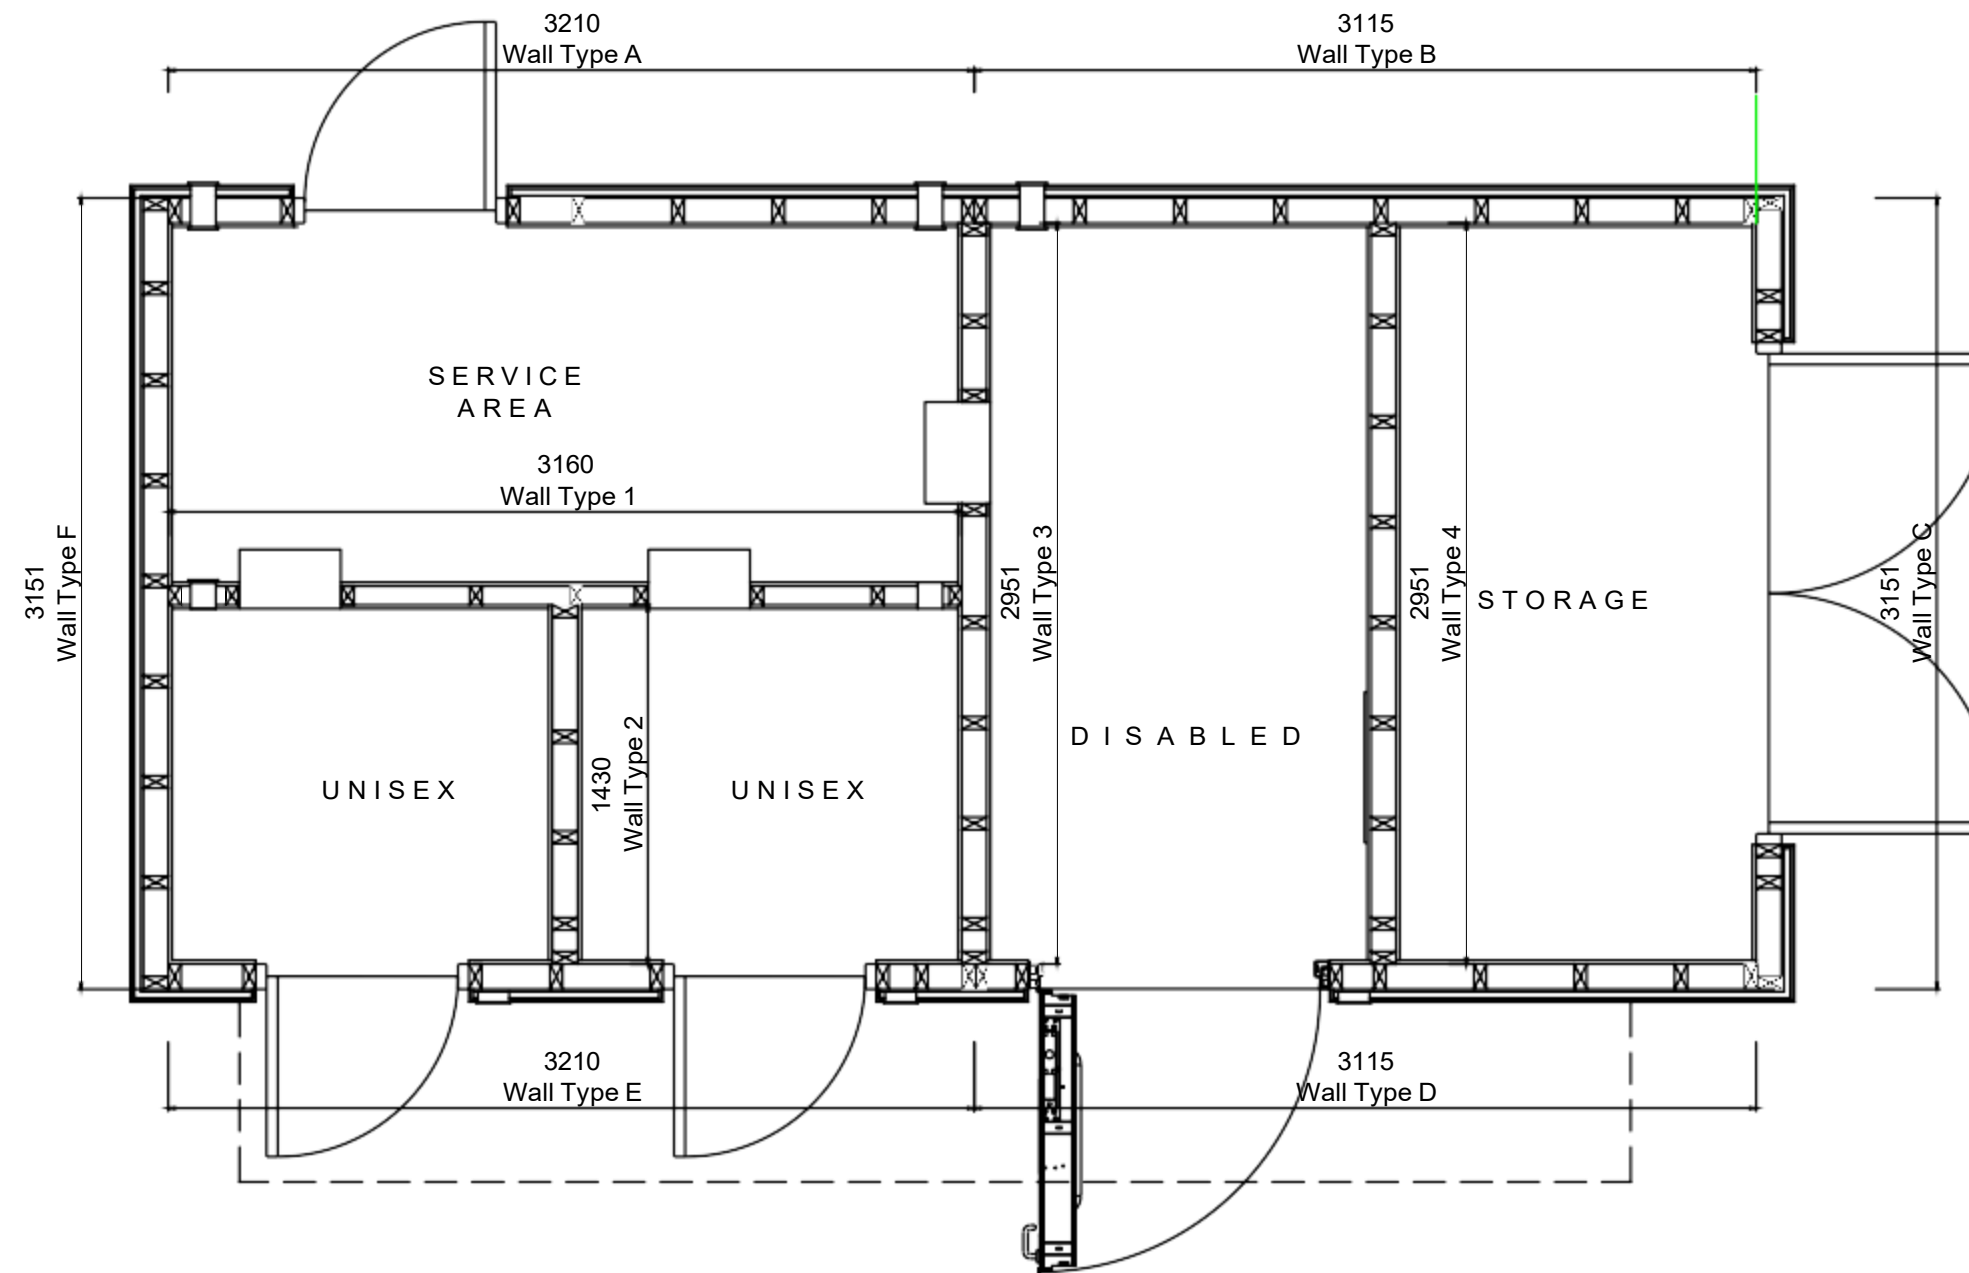 3210
Wall Type A
3115
Wall Type B
SERVICE
AREA
3160
Wall Type 1
3151
Wall Type F
2951
Wall Type 3
2951
Wall Type 4
STORAGE
3151
Wall Type C
DISABLED
UNISEX
1430
Wall Type 2
UNISEX
3210
Wall Type E
3115
Wall Type D